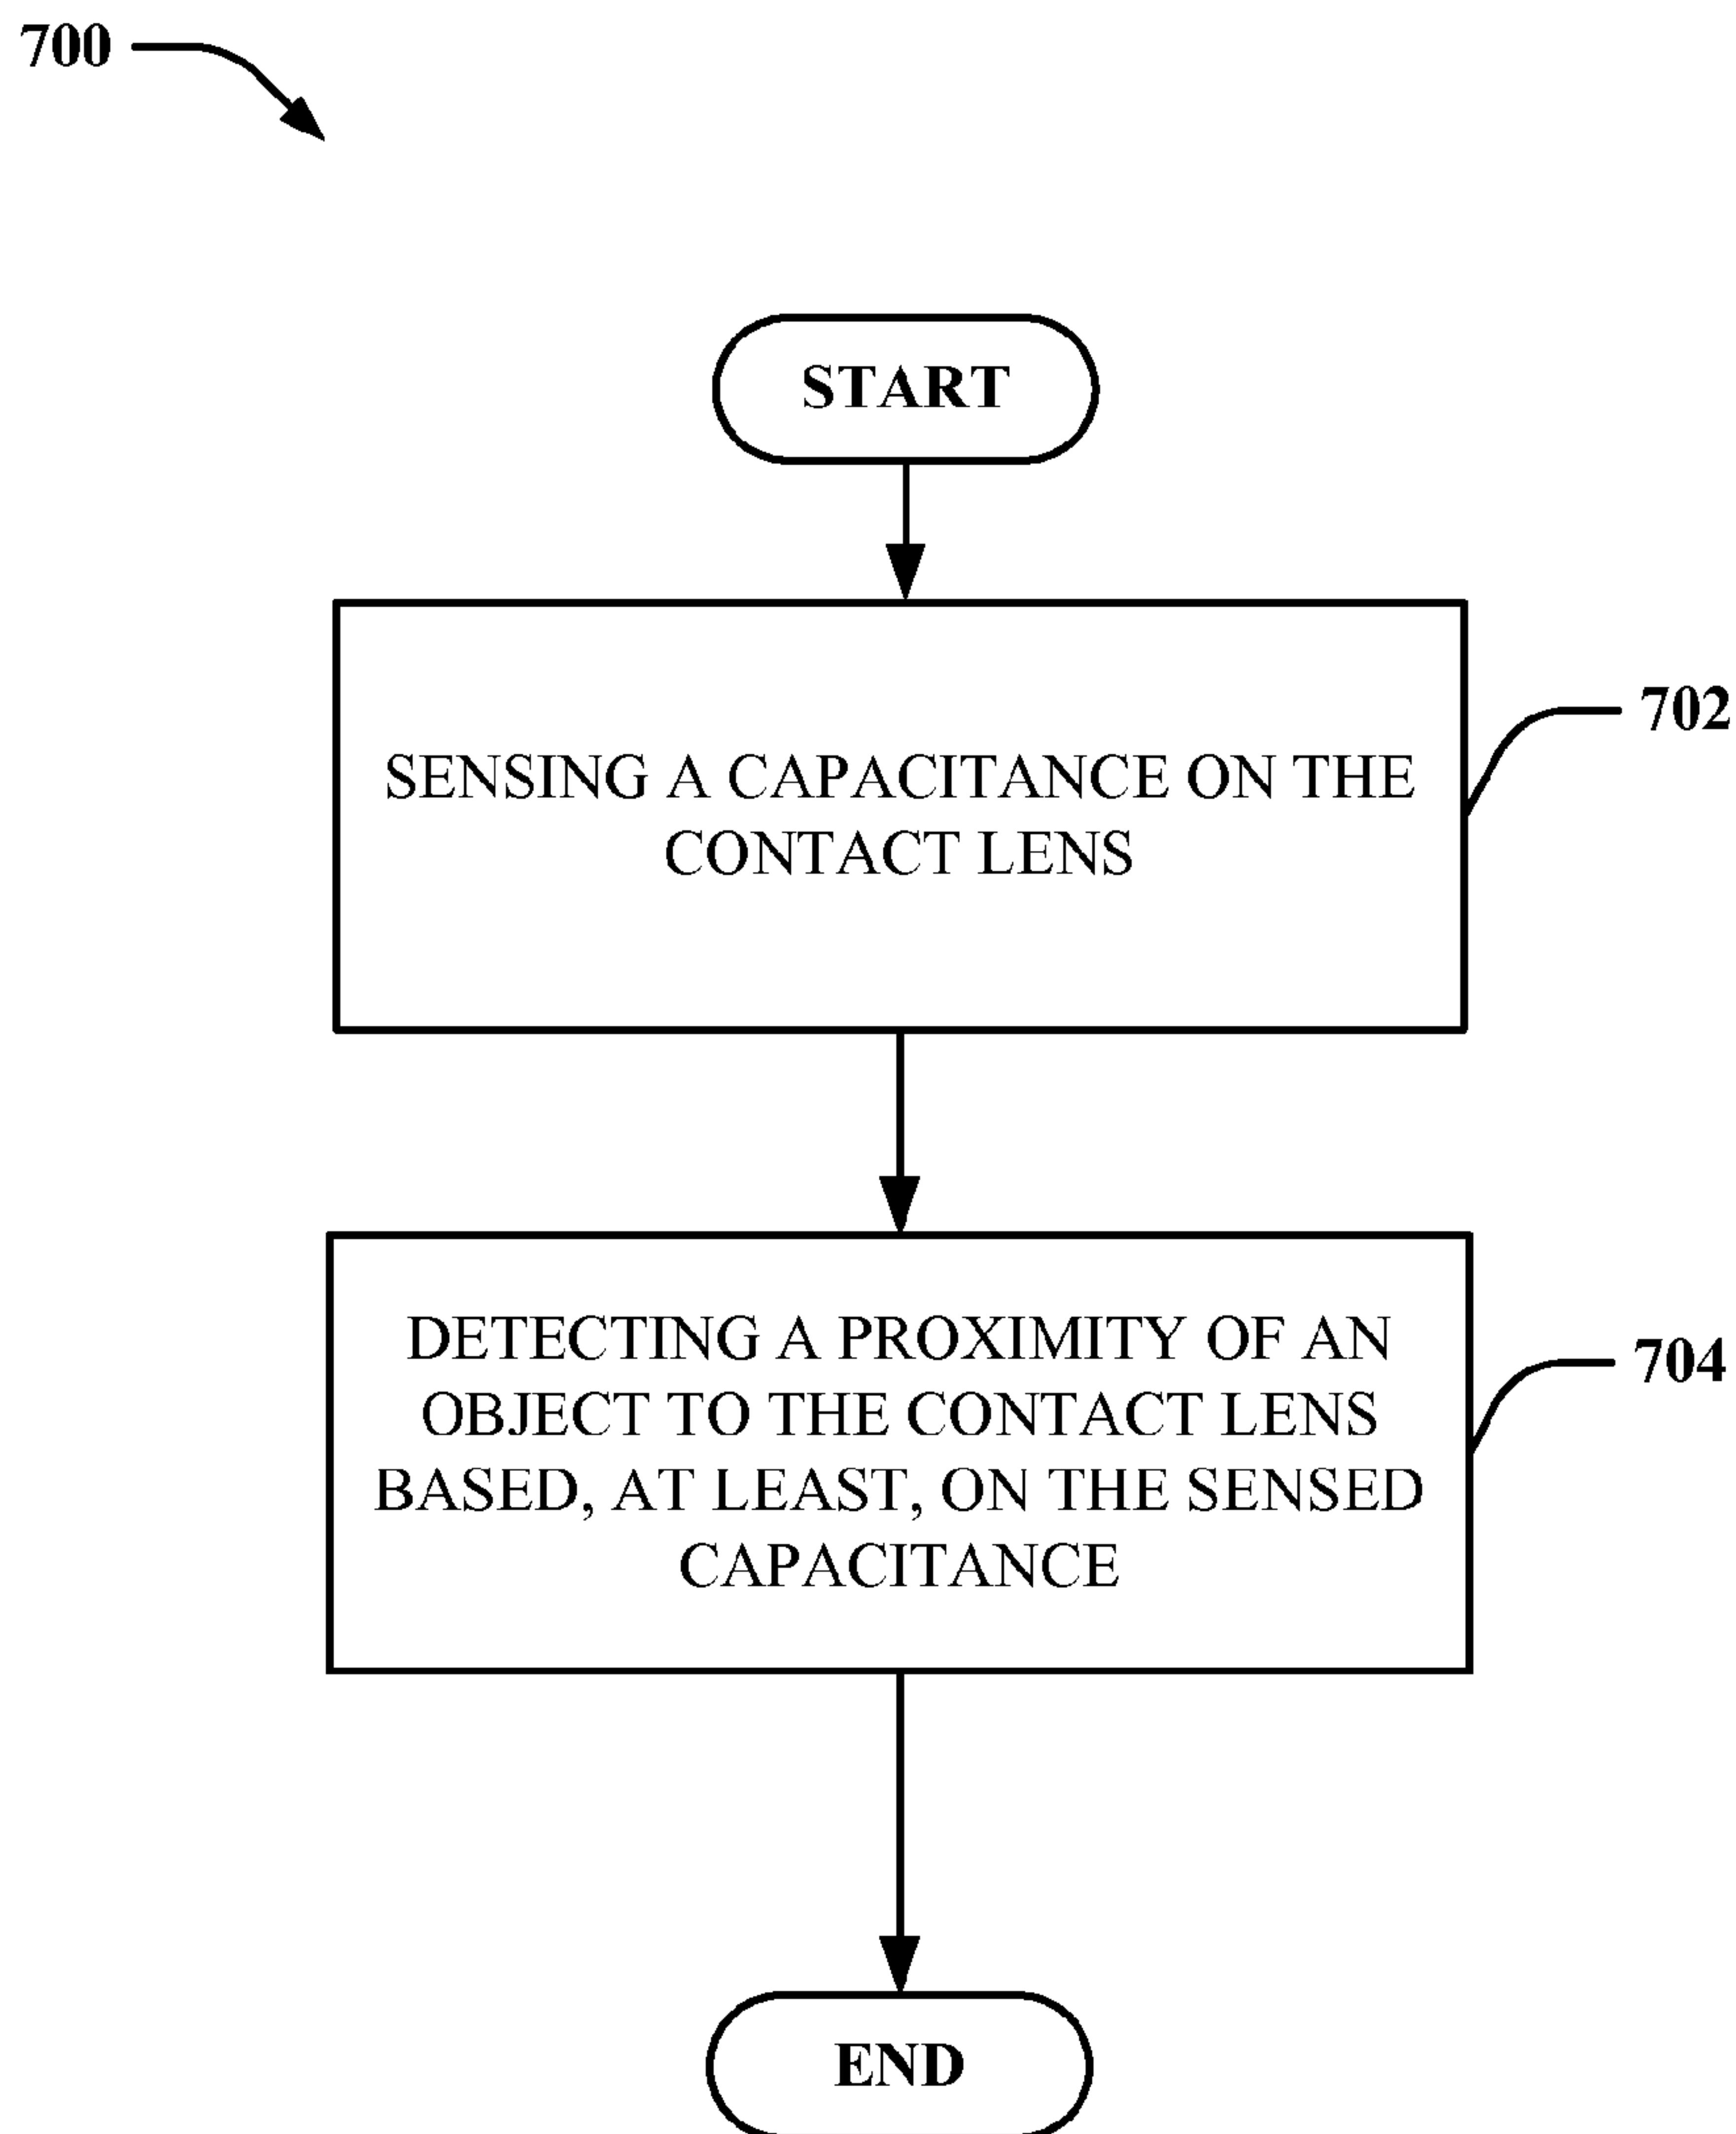 700
START
SENSING A CAPACITANCE ON THE
CONTACT LENS
702
DETECTING A PROXIMITY OF AN
OBJECT TO THE CONTACT LENS
BASED, AT LEAST, ON THE SENSED
CAPACITANCE
704
END